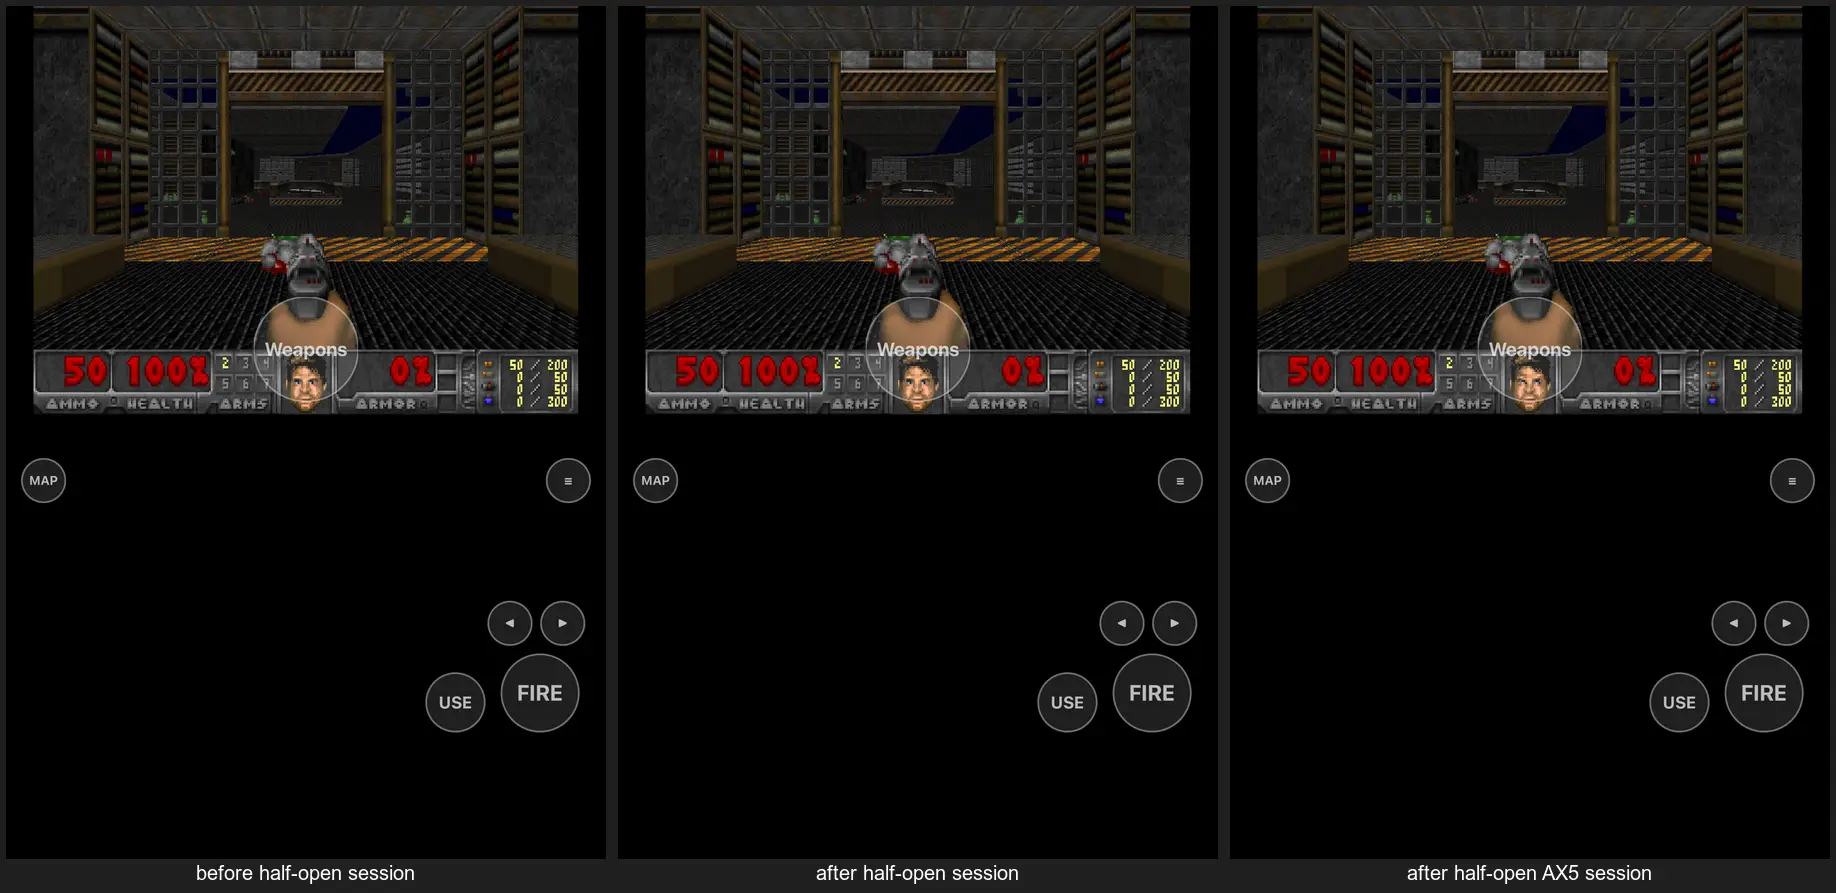 Weapons
50 100% 2 3 4 0% 50 / 200
0 / 50
5 6 7 0 / 50
AMMO HEALTH ARMS ARMOR 0 / 300
MAP ≡
◄ ►
USE FIRE
before half-open session
Weapons
50 100% 2 3 4 0% 50 / 200
0 / 50
5 6 7 0 / 50
AMMO HEALTH ARMS ARMOR 0 / 300
MAP ≡
◄ ►
USE FIRE
after half-open session
Weapons
50 100% 2 3 4 0% 50 / 200
0 / 50
5 6 7 0 / 50
AMMO HEALTH ARMS ARMOR 0 / 300
MAP ≡
◄ ►
USE FIRE
after half-open AX5 session